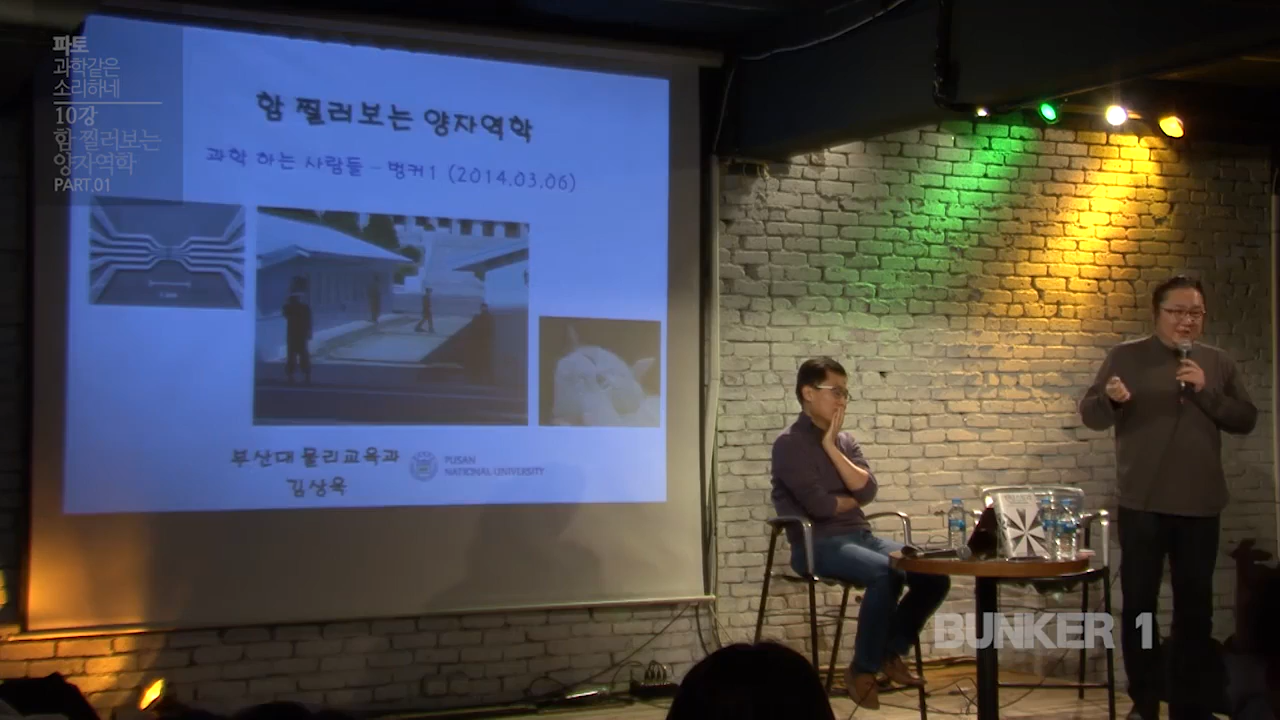 파토
과학같은
소리하네
10강
함 찔러보는
양자역학
PART.01
함 찔러보는 양자역학
과학 하는 사람들 - 벙커1 (2014.03.06)
부산대 물리교육과
김상욱
PUSAN
NATIONAL UNIVERSITY
BUNKER 1